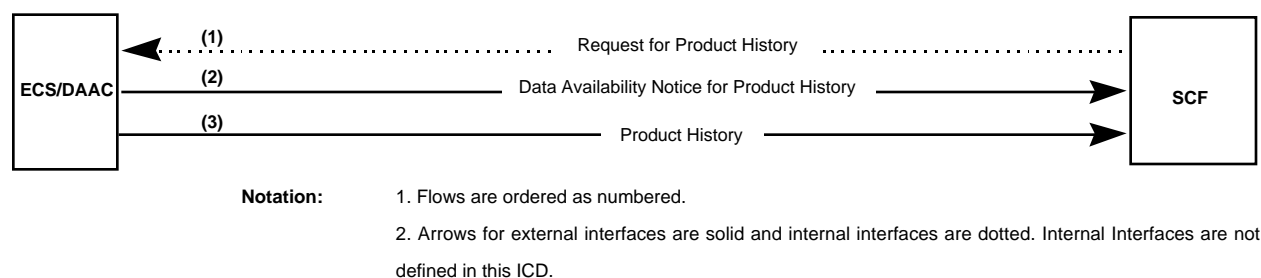 (1)
Request for Product History
ECS/DAAC
(2)
Data Availability Notice for Product History
SCF
(3)
Product History
Notation:
1. Flows are ordered as numbered.
2. Arrows for external interfaces are solid and internal interfaces are dotted. Internal Interfaces are not
defined in this ICD.